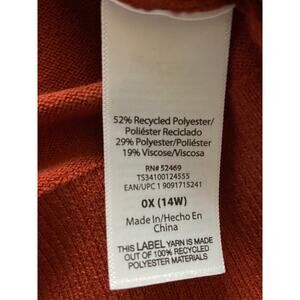 52% Recycled Polyester/
Poliéster Reciclado
29% Polyester/Poliéster
19% Viscose/Viscosa
RN# 52469
TS34100124555
EAN/UPC 1 9091715241
0X (14W)
Made In/Hecho En
China
THIS LABEL YARN IS MADE
OUT OF 100% RECYCLED
POLYESTER MATERIALS